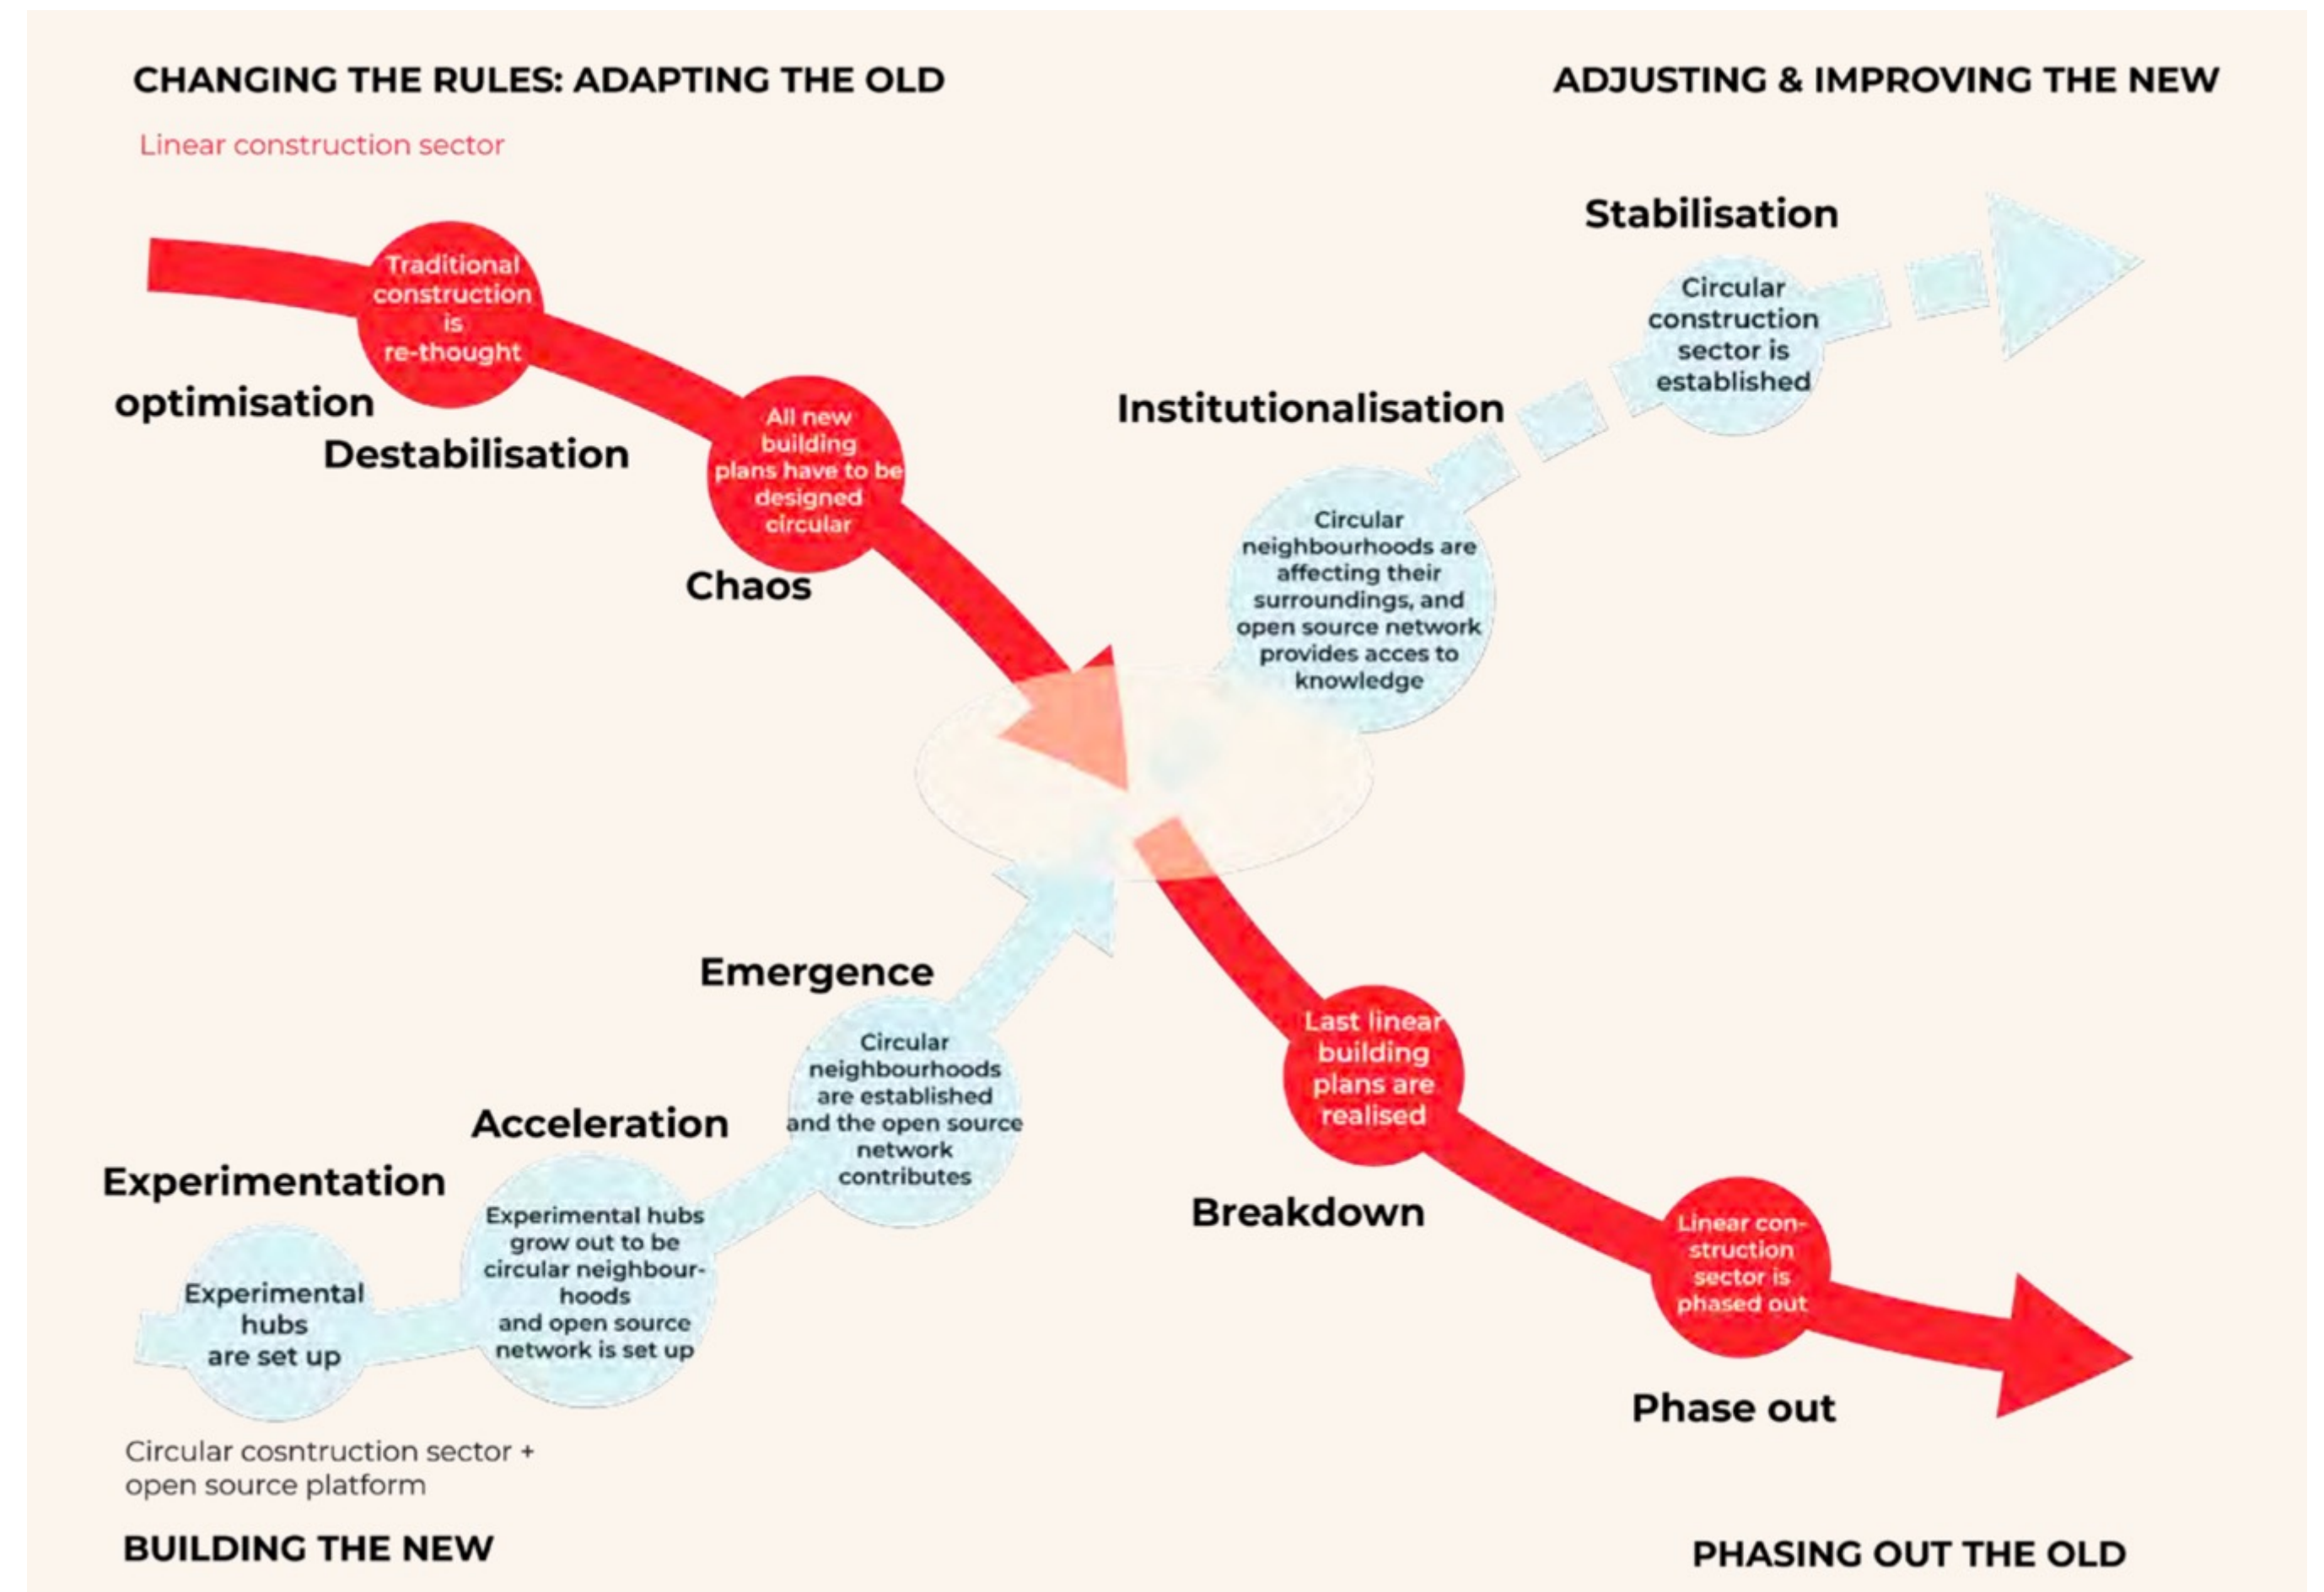 CHANGING THE RULES: ADAPTING THE OLD
Linear construction sector
Traditional
construction
is
re-thought
optimisation
Destabilisation
All new
building
plans have to be
designed
circular
Chaos
ADJUSTING & IMPROVING THE NEW
Stabilisation
Circular
construction
sector is
established
Institutionalisation
Circular
neighbourhoods are
affecting their
surroundings, and
open source network
provides acces to
knowledge
Emergence
Circular
neighbourhoods
are established
and the open source
network
contributes
Acceleration
Experimental hubs
grow out to be
circular neighbour-
hoods
and open source
network is set up
Experimentation
Experimental
hubs
are set up
Circular cosntruction sector +
open source platform
BUILDING THE NEW
Last linear
building
plans are
realised
Breakdown
Linear con-
struction
sector is
phased out
Phase out
PHASING OUT THE OLD